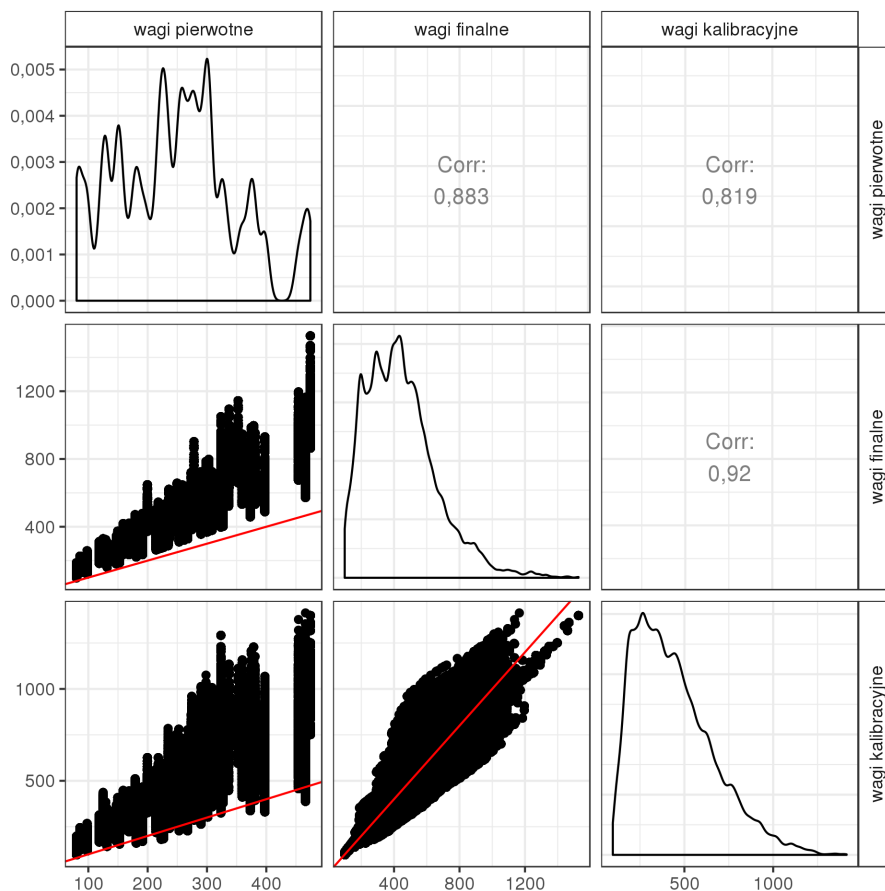 wagi pierwotne
wagi finalne
wagi kalibracyjne
0,005
0,004
0,003
0,002
0,001
0,000
Corr:
0,883
Corr:
0,819
wagi pierwotne
1200
800
400
Corr:
0,92
wagi finalne
1000
500
wagi kalibracyjne
100
200
300
400
400
800
1200
500
1000